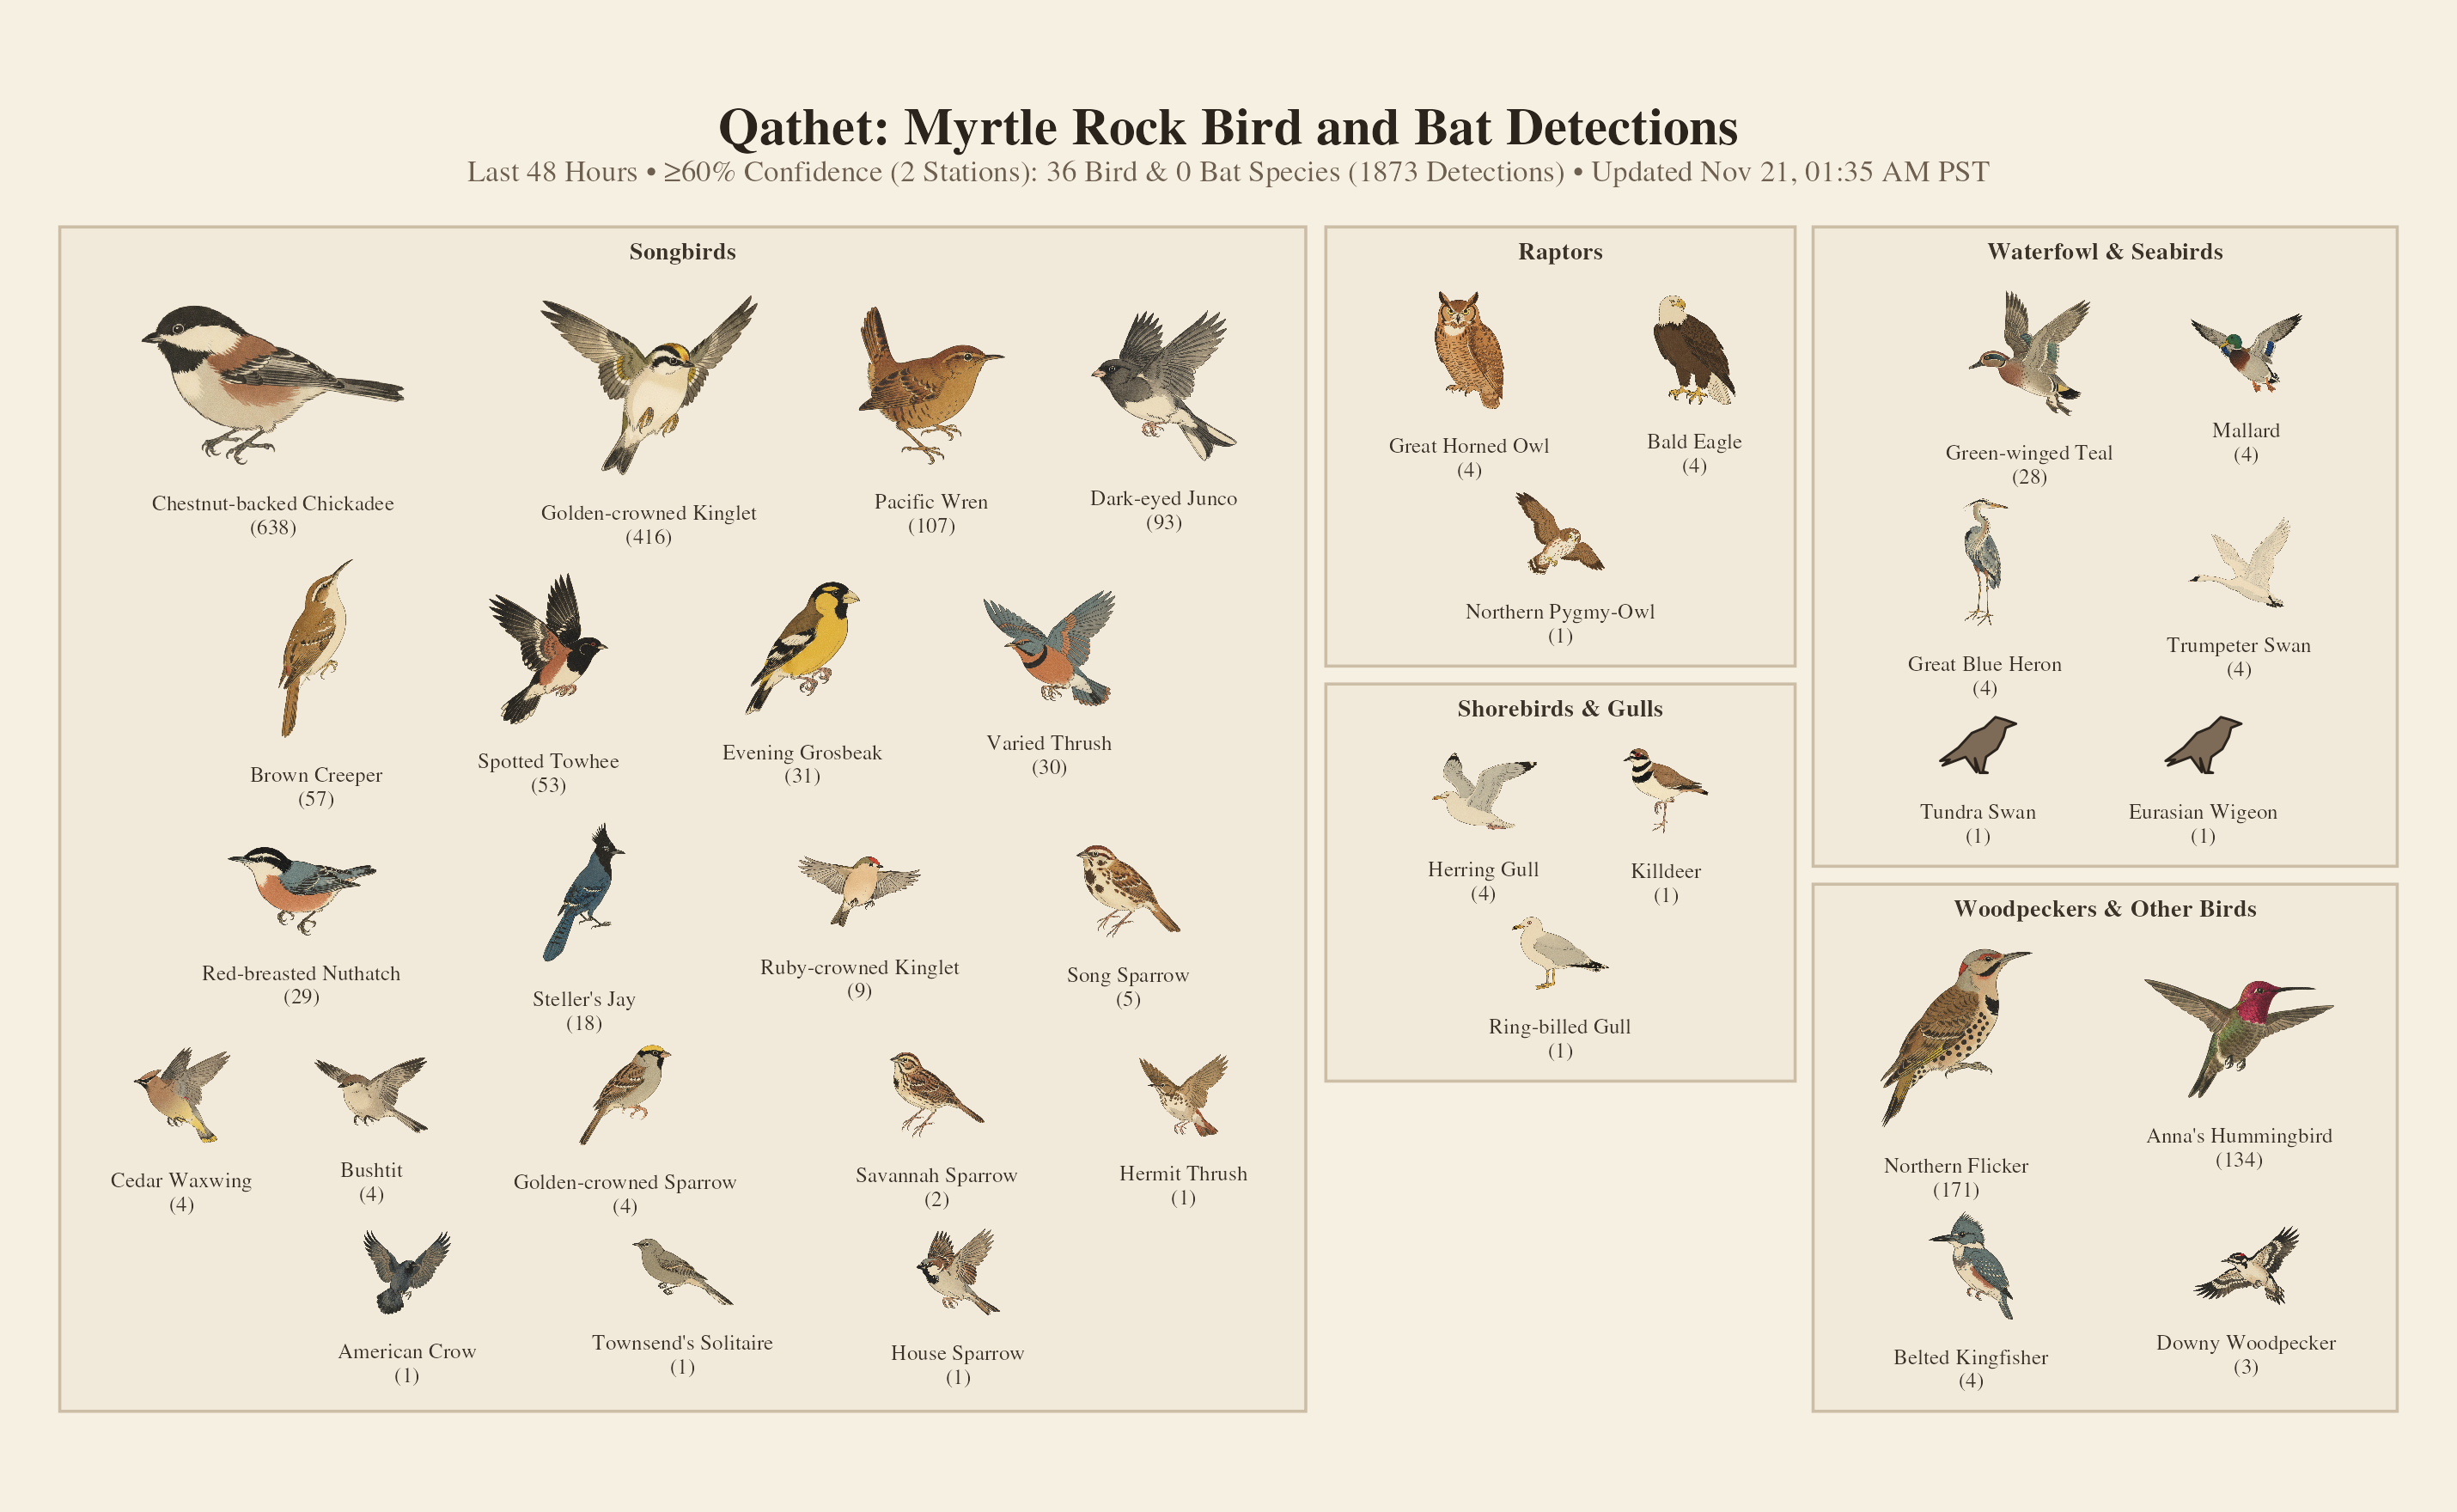 Qathet: Myrtle Rock Bird and Bat Detections
Last 48 Hours • ≥60% Confidence (2 Stations): 36 Bird & 0 Bat Species (1873 Detections) • Updated Nov 21, 01:35 AM PST
Songbirds
Chestnut-backed Chickadee
(638)
Golden-crowned Kinglet
(416)
Pacific Wren
(107)
Dark-eyed Junco
(93)
Brown Creeper
(57)
Spotted Towhee
(53)
Evening Grosbeak
(31)
Varied Thrush
(30)
Red-breasted Nuthatch
(29)
Steller's Jay
(18)
Ruby-crowned Kinglet
(9)
Song Sparrow
(5)
Cedar Waxwing
(4)
Bushtit
(4)
Golden-crowned Sparrow
(4)
Savannah Sparrow
(2)
Hermit Thrush
(1)
American Crow
(1)
Townsend's Solitaire
(1)
House Sparrow
(1)
Raptors
Great Horned Owl
(4)
Bald Eagle
(4)
Northern Pygmy-Owl
(1)
Shorebirds & Gulls
Herring Gull
(4)
Killdeer
(1)
Ring-billed Gull
(1)
Waterfowl & Seabirds
Green-winged Teal
(28)
Mallard
(4)
Great Blue Heron
(4)
Trumpeter Swan
(4)
Tundra Swan
(1)
Eurasian Wigeon
(1)
Woodpeckers & Other Birds
Northern Flicker
(171)
Anna's Hummingbird
(134)
Belted Kingfisher
(4)
Downy Woodpecker
(3)